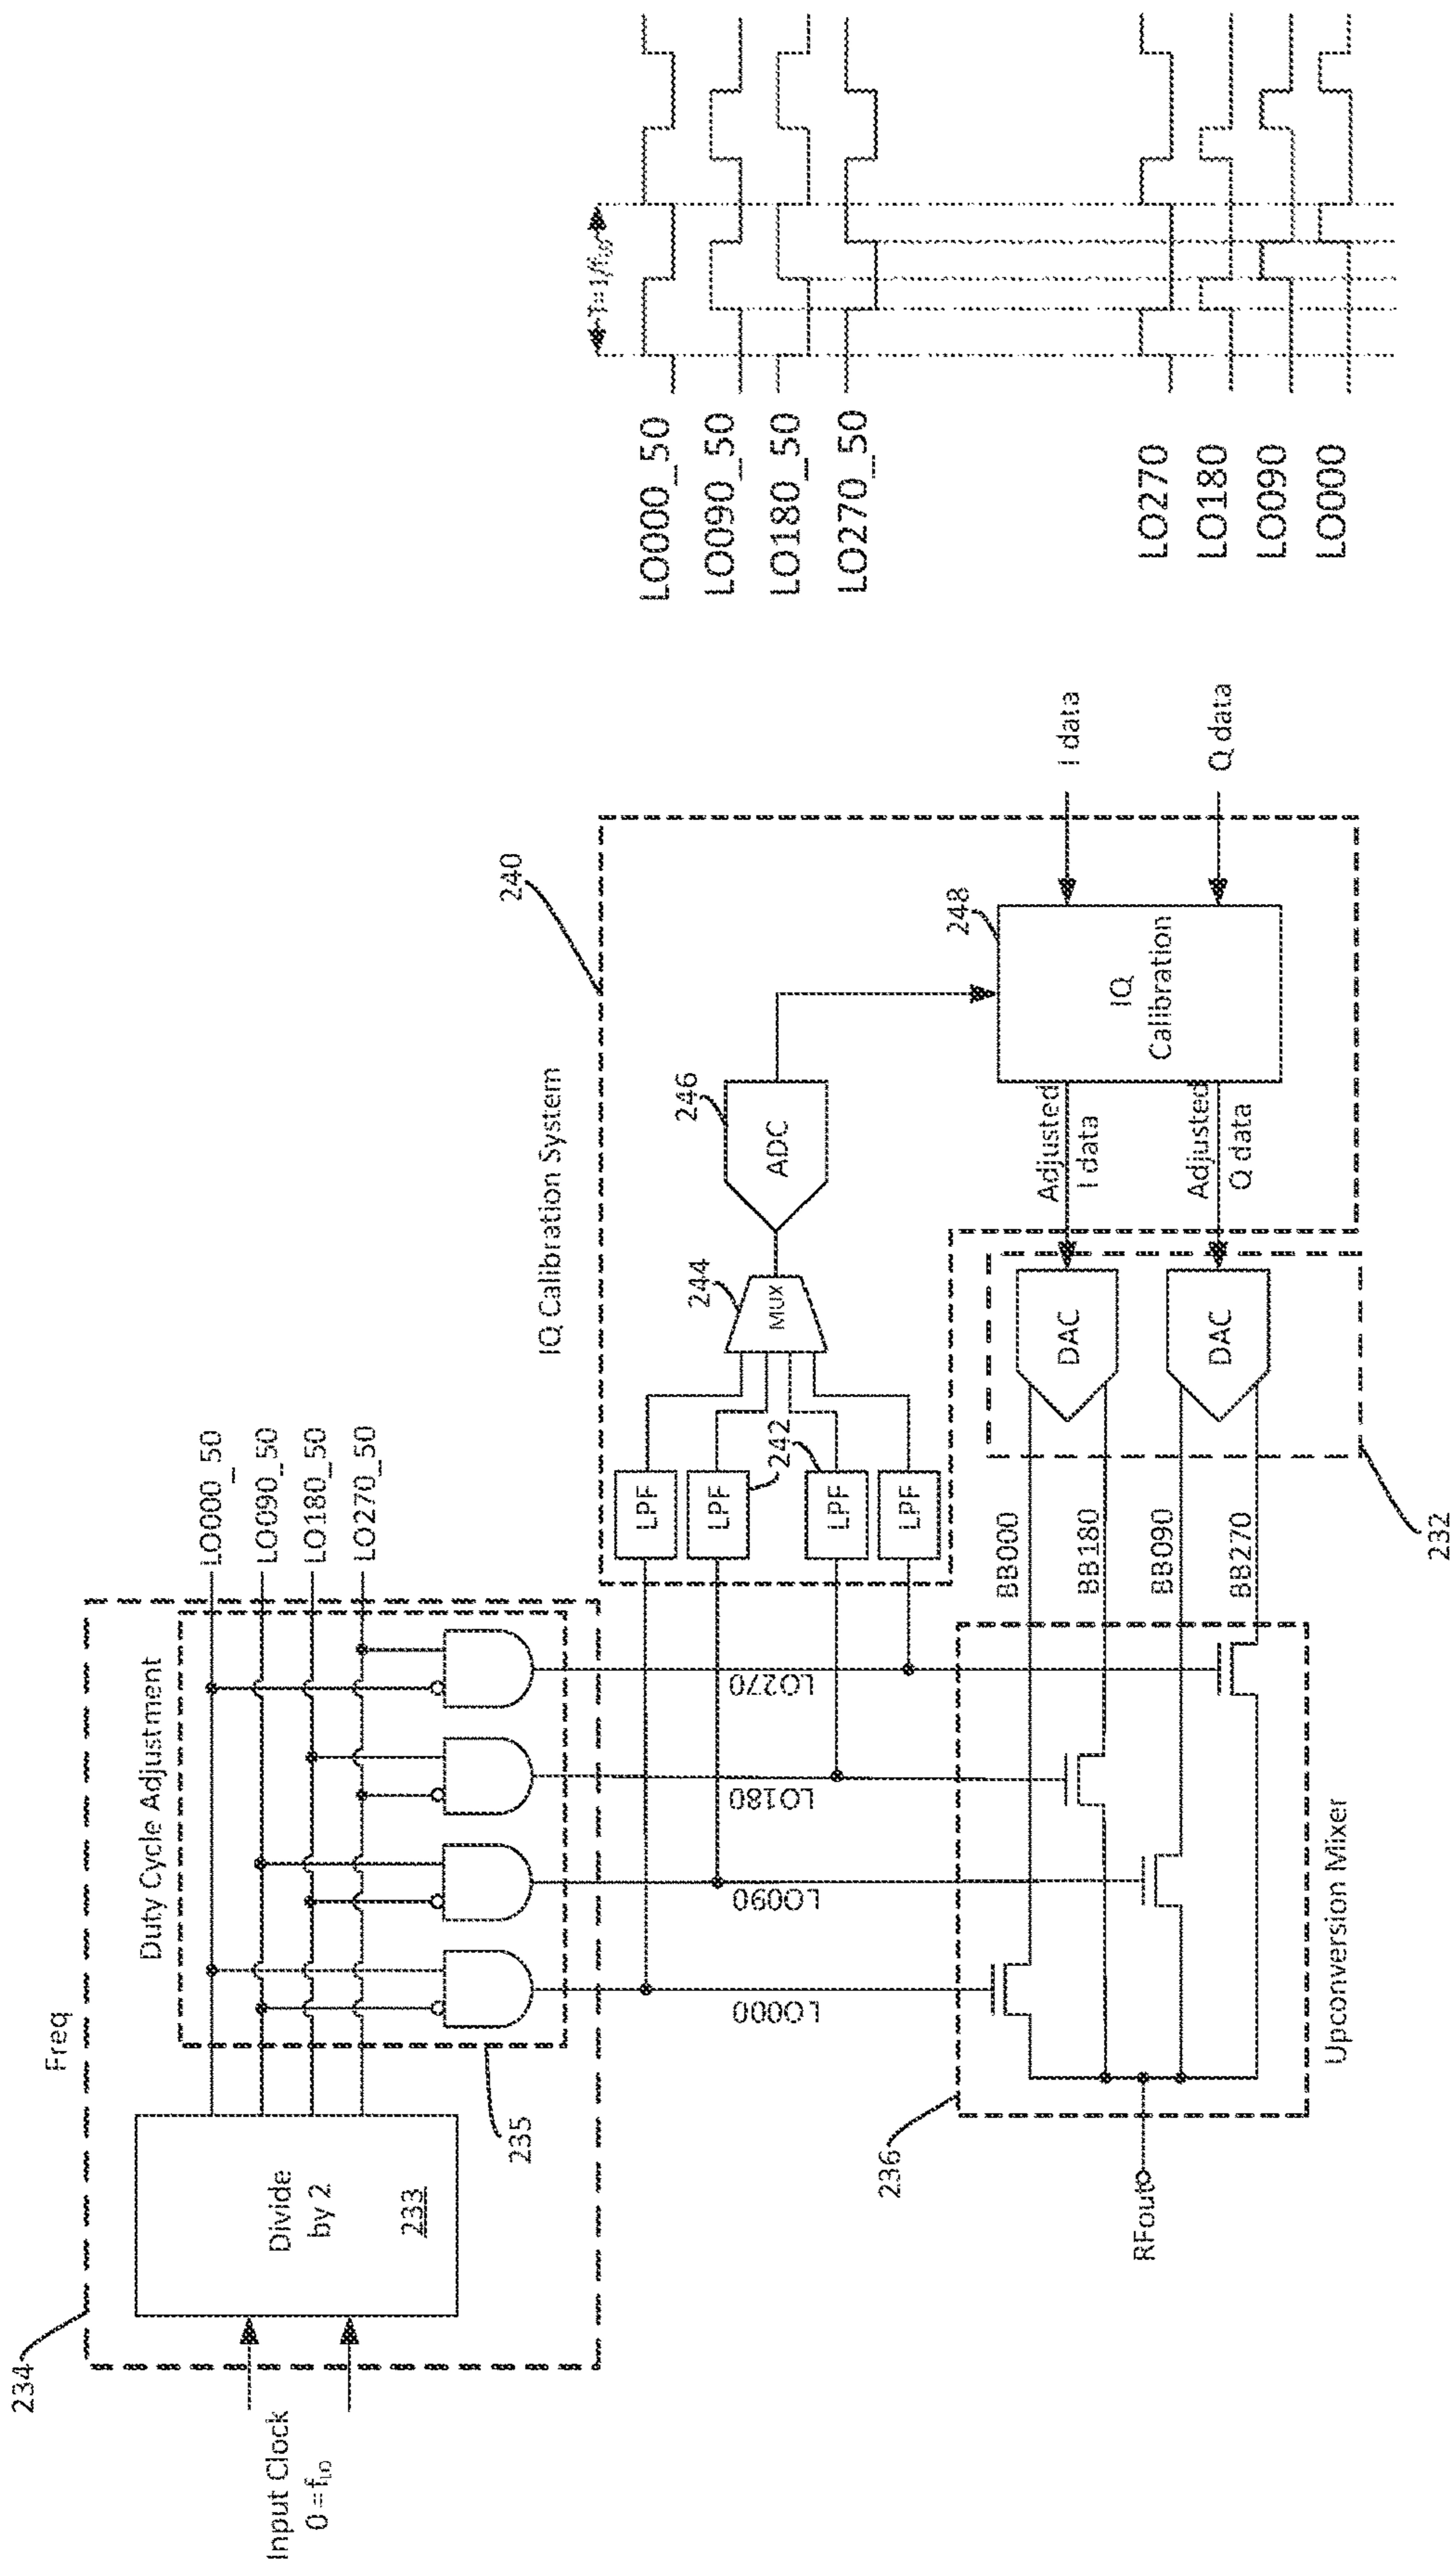 234
Freq
Input Clock
0 = fLO
Divide
by 2
233
Duty Cycle Adjustment
235
LO000_50
LO090_50
LO180_50
LO270_50
LO000
LO090
LO180
LO270
IQ Calibration System
240
LPF
LPF
LPF
LPF
242
244
MUX
246
ADC
248
IQ
Calibration
I data
Q data
Adjusted
I data
Adjusted
Q data
DAC
DAC
232
BB000
BB180
BB090
BB270
236
RFout
Upconversion Mixer
T=1/fLO
LO000_50
LO090_50
LO180_50
LO270_50
LO270
LO180
LO090
LO000